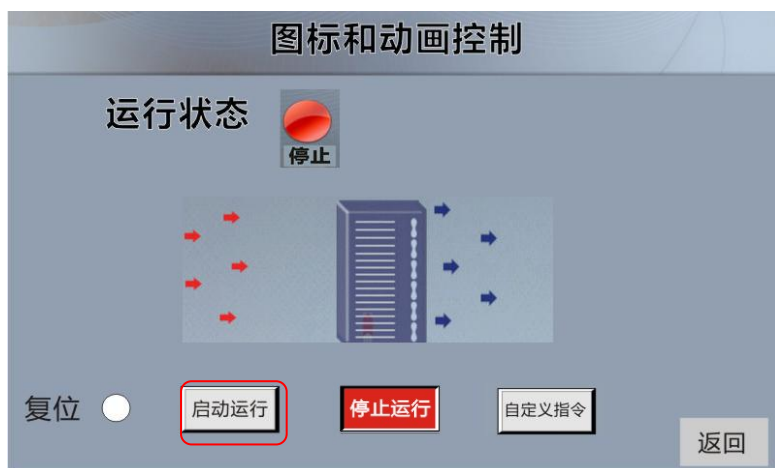 图标和动画控制
运行状态
停止
复位
启动运行
停止运行
自定义指令
返回